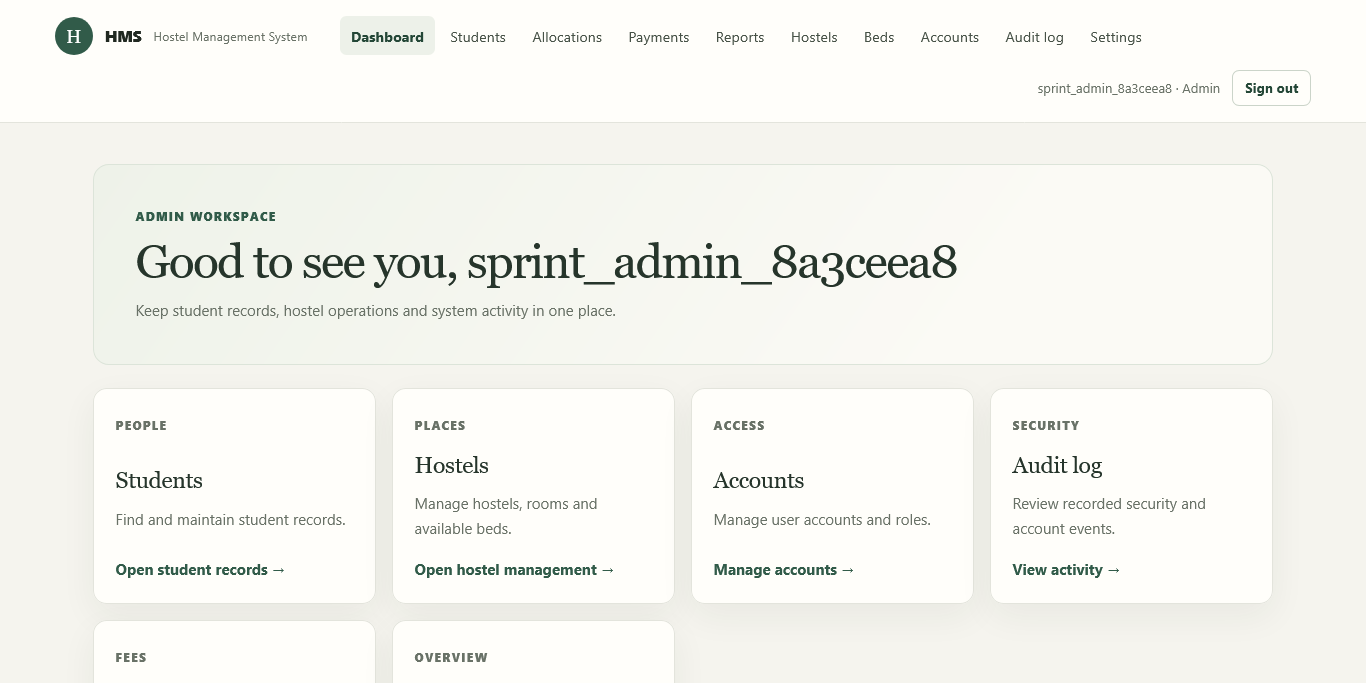 H HMS Hostel Management System Dashboard Students Allocations Payments Reports Hostels Beds Accounts Audit log Settings
sprint_admin_8a3ceea8 · Admin Sign out
ADMIN WORKSPACE
Good to see you, sprint_admin_8a3ceea8
Keep student records, hostel operations and system activity in one place.
PEOPLE
Students
Find and maintain student records.
Open student records →
PLACES
Hostels
Manage hostels, rooms and
available beds.
Open hostel management →
ACCESS
Accounts
Manage user accounts and roles.
Manage accounts →
SECURITY
Audit log
Review recorded security and
account events.
View activity →
FEES
OVERVIEW